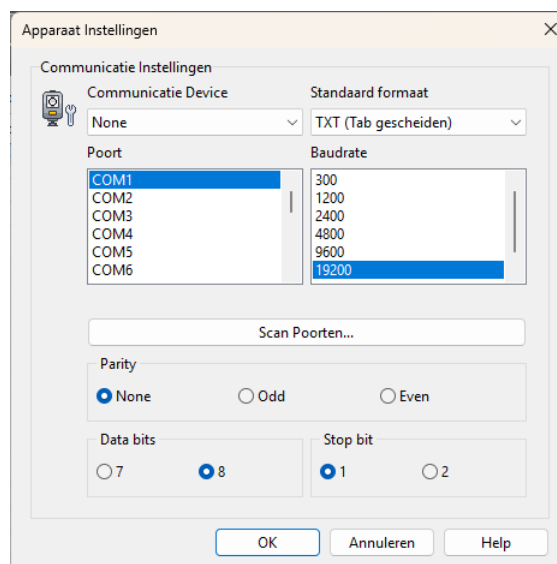 Apparaat Instellingen
Communicatie Instellingen
Communicatie Device
Standaard formaat
None
TXT (Tab gescheiden)
Poort
Baudrate
COM1
COM2
COM3
COM4
COM5
COM6
300
1200
2400
4800
9600
19200
Scan Poorten...
Parity
None
Odd
Even
Data bits
Stop bit
7
8
1
2
OK
Annuleren
Help